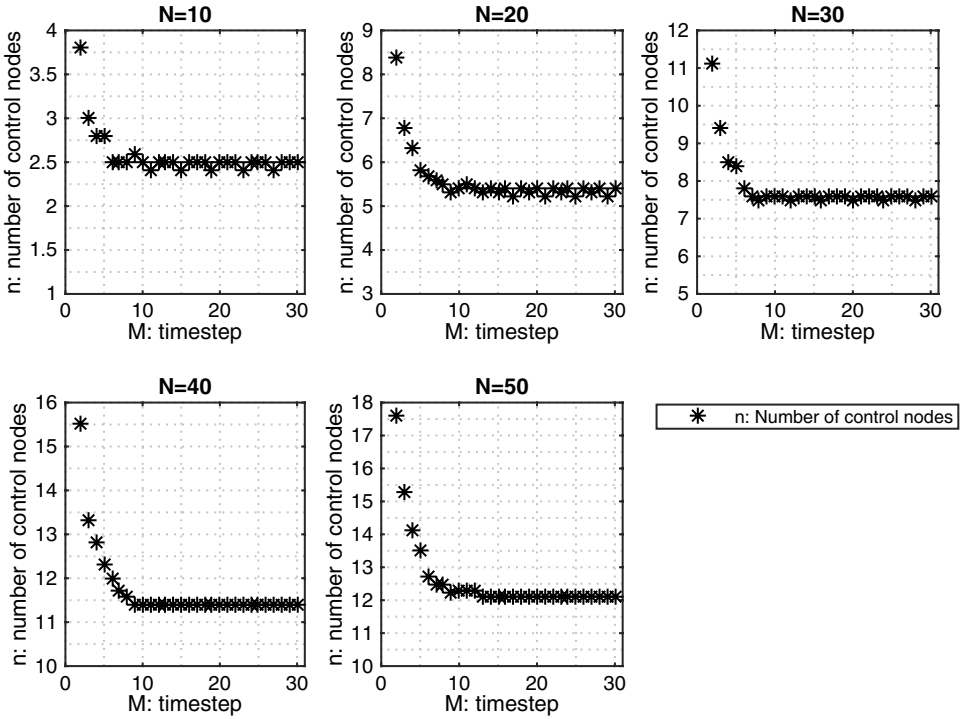 N=10
4
3.5
3
2.5
2
1.5
1
0 10 20 30
n: number of control nodes
M: timestep
N=20
9
8
7
6
5
4
3
0 10 20 30
n: number of control nodes
M: timestep
N=30
12
11
10
9
8
7
6
5
0 10 20 30
n: number of control nodes
M: timestep
N=40
16
15
14
13
12
11
10
0 10 20 30
n: number of control nodes
M: timestep
N=50
18
17
16
15
14
13
12
11
10
0 10 20 30
n: number of control nodes
M: timestep
n: Number of control nodes